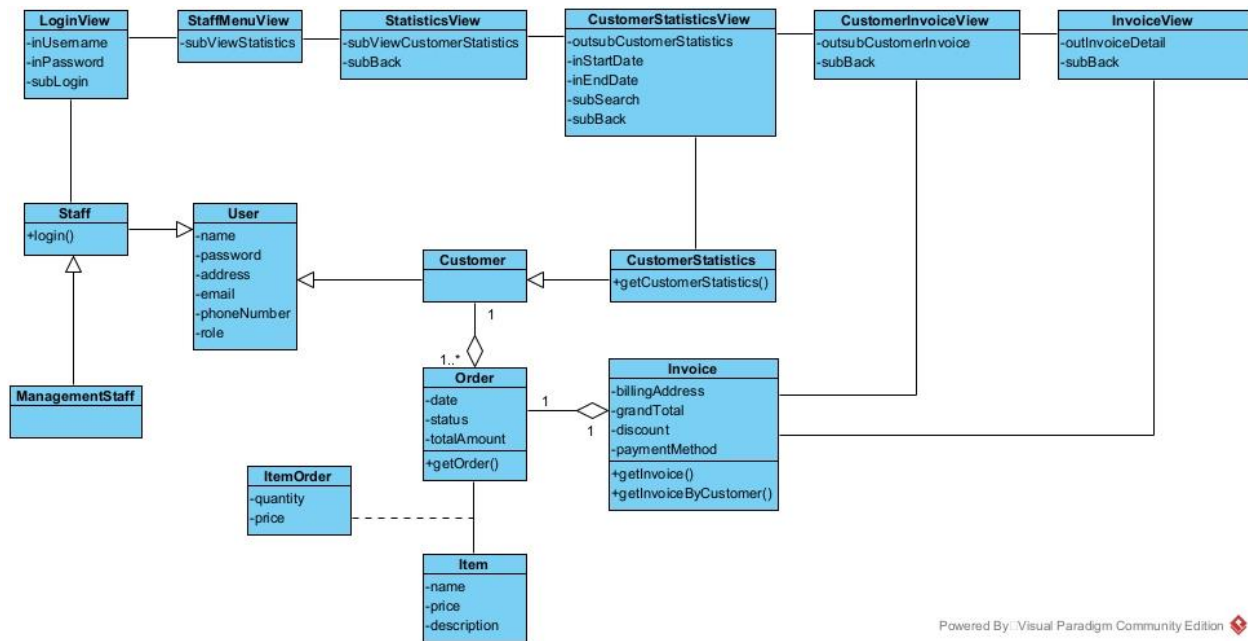 LoginView
-inUsername
-inPassword
-subLogin
StaffMenuView
-subViewStatistics
StatisticsView
-subViewCustomerStatistics
-subBack
CustomerStatisticsView
-outsubCustomerStatistics
-inStartDate
-inEndDate
-subSearch
-subBack
CustomerInvoiceView
-outsubCustomerInvoice
-subBack
InvoiceView
-outInvoiceDetail
-subBack
Staff
+login()
User
-name
-password
-address
-email
-phoneNumber
-role
Customer
CustomerStatistics
+getCustomerStatistics()
1
1..*
ManagementStaff
Order
-date
-status
-totalAmount
+getOrder()
1
1
Invoice
-billingAddress
-grandTotal
-discount
-paymentMethod
+getInvoice()
+getInvoiceByCustomer()
ItemOrder
-quantity
-price
Item
-name
-price
-description
Powered By Visual Paradigm Community Edition